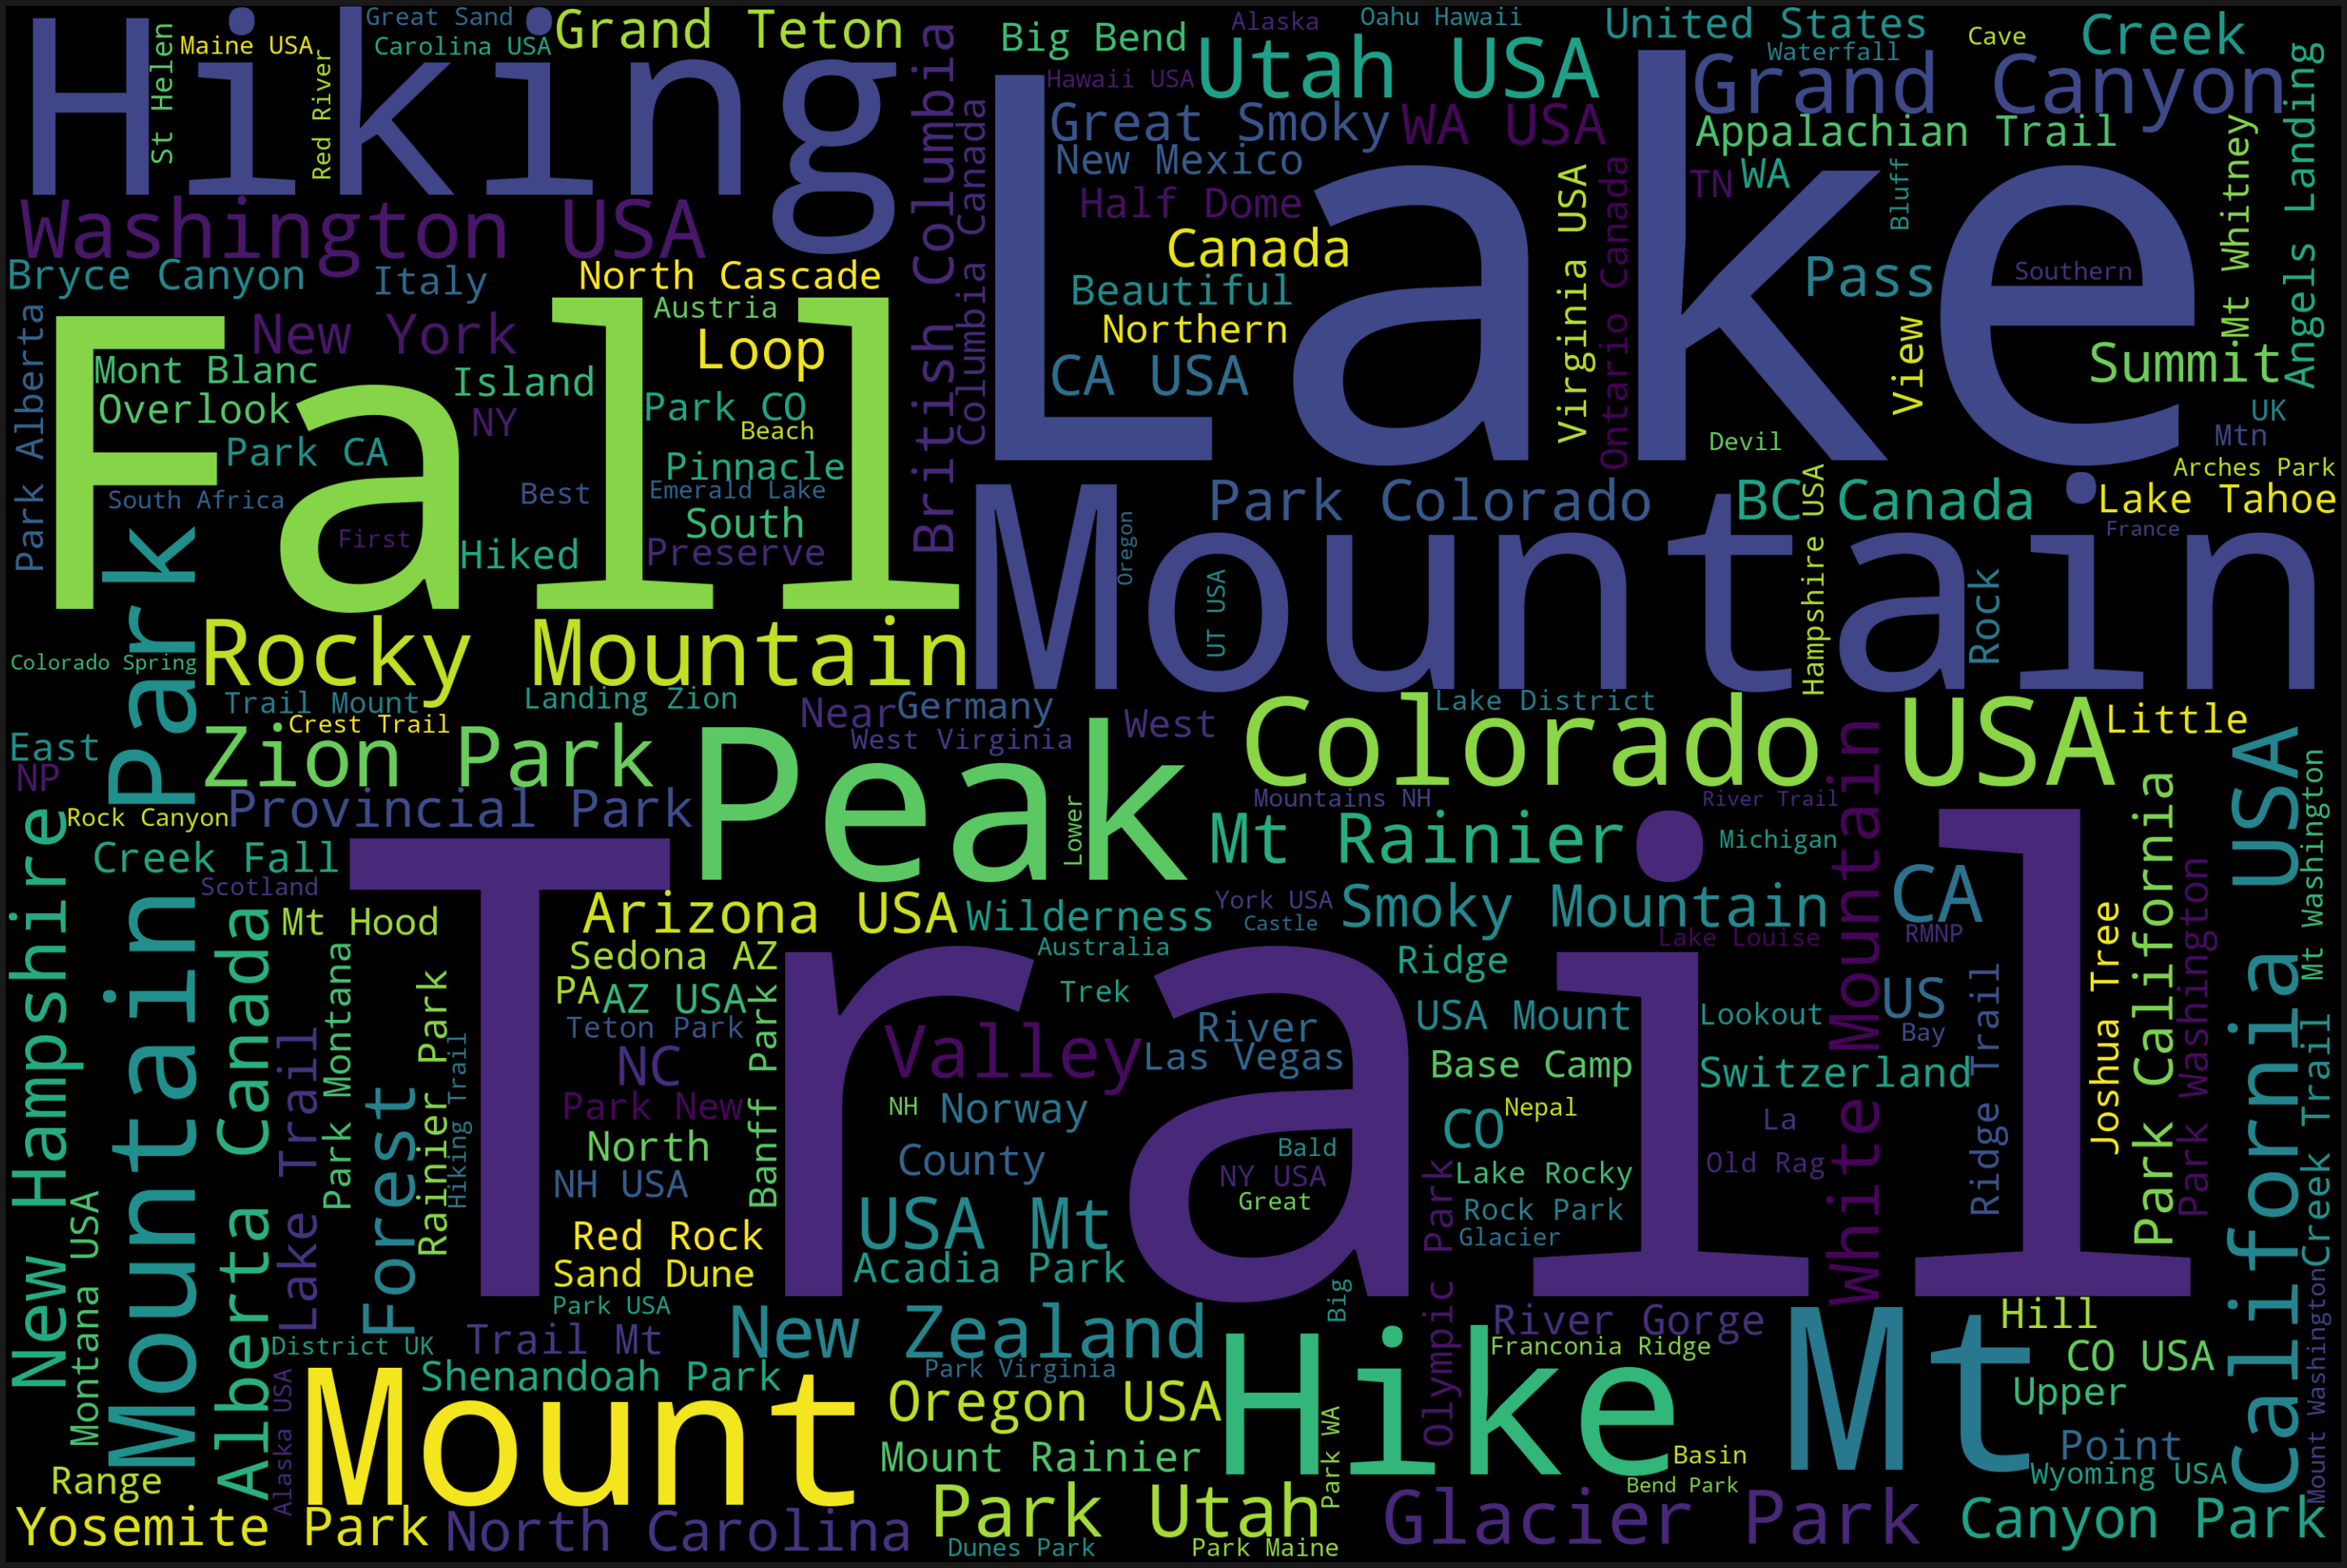 Hiking
Great Sand
Grand Teton
Maine USA
Carolina USA
St Helen
Red River
Washington USA
Bryce Canyon
Italy
North Cascade
British Columbia
Columbia Canada
Big Bend
Alaska
Oahu Hawaii
Hawaii USA
Utah USA
United States
Waterfall
Cave
Creek
Grand Canyon
Great Smoky
WA USA
Appalachian Trail
New Mexico
Half Dome
TN
WA
Bluff
Mt Whitney
Angels Landing
Lake
Canada
Beautiful
Northern
CA USA
Virginia USA
Ontario Canada
Pass
Southern
View
Summit
UK
Mtn
Devil
Arches Park
Park Alberta
Fall
New York
Austria
Loop
Mont Blanc
Overlook
Island
NY
Park CO
Beach
Park CA
Pinnacle
South Africa
Best
Emerald Lake
South
First
Hiked
Preserve
Mountain
Park Colorado
BC Canada
Lake Tahoe
France
Oregon
UT USA
Hampshire USA
Rock
Rocky Mountain
Colorado Spring
Mountain Park
Trail Mount
Landing Zion
Crest Trail
Near
Germany
West Virginia
West
Lake District
Colorado USA
Little
East
NP
Zion Park
Peak
Lower
Rock Canyon
Provincial Park
Mountains NH
River Trail
Mt Rainier
Michigan
White Mountain
Park California
California USA
Mt Washington
New Hampshire
Creek Fall
Scotland
Alberta Canada
Mt Hood
Trail
Arizona USA
Wilderness
York USA
Castle
Smoky Mountain
CA
RMNP
Lake Louise
Joshua Tree
Park Washington
Sedona AZ
Australia
Ridge
PA
AZ USA
Trek
Teton Park
Banff Park
Park Montana
Rainier Park
Lake Trail
Forest
Hiking Trail
NC
Valley
River
Las Vegas
USA Mount
Lookout
US
Bay
Base Camp
Switzerland
Ridge Trail
Creek Trail
Park New
NH
Norway
Nepal
CO
La
North
County
Bald
NH USA
NY USA
Great
Lake Rocky
Old Rag
Rock Park
Glacier
Olympic Park
Red Rock
USA Mt
Sand Dune
Acadia Park
Montana USA
Park USA
Big
District UK
Trail Mt
New Zealand
River Gorge
Hill
Franconia Ridge
CO USA
Mount Washington
Alaska USA
Shenandoah Park
Park Virginia
Mount
Oregon USA
Hike
Mt
Upper
Mount Rainier
Park WA
Basin
Point
Range
Bend Park
Wyoming USA
Yosemite Park
North Carolina
Park Utah
Glacier Park
Canyon Park
Dunes Park
Park Maine